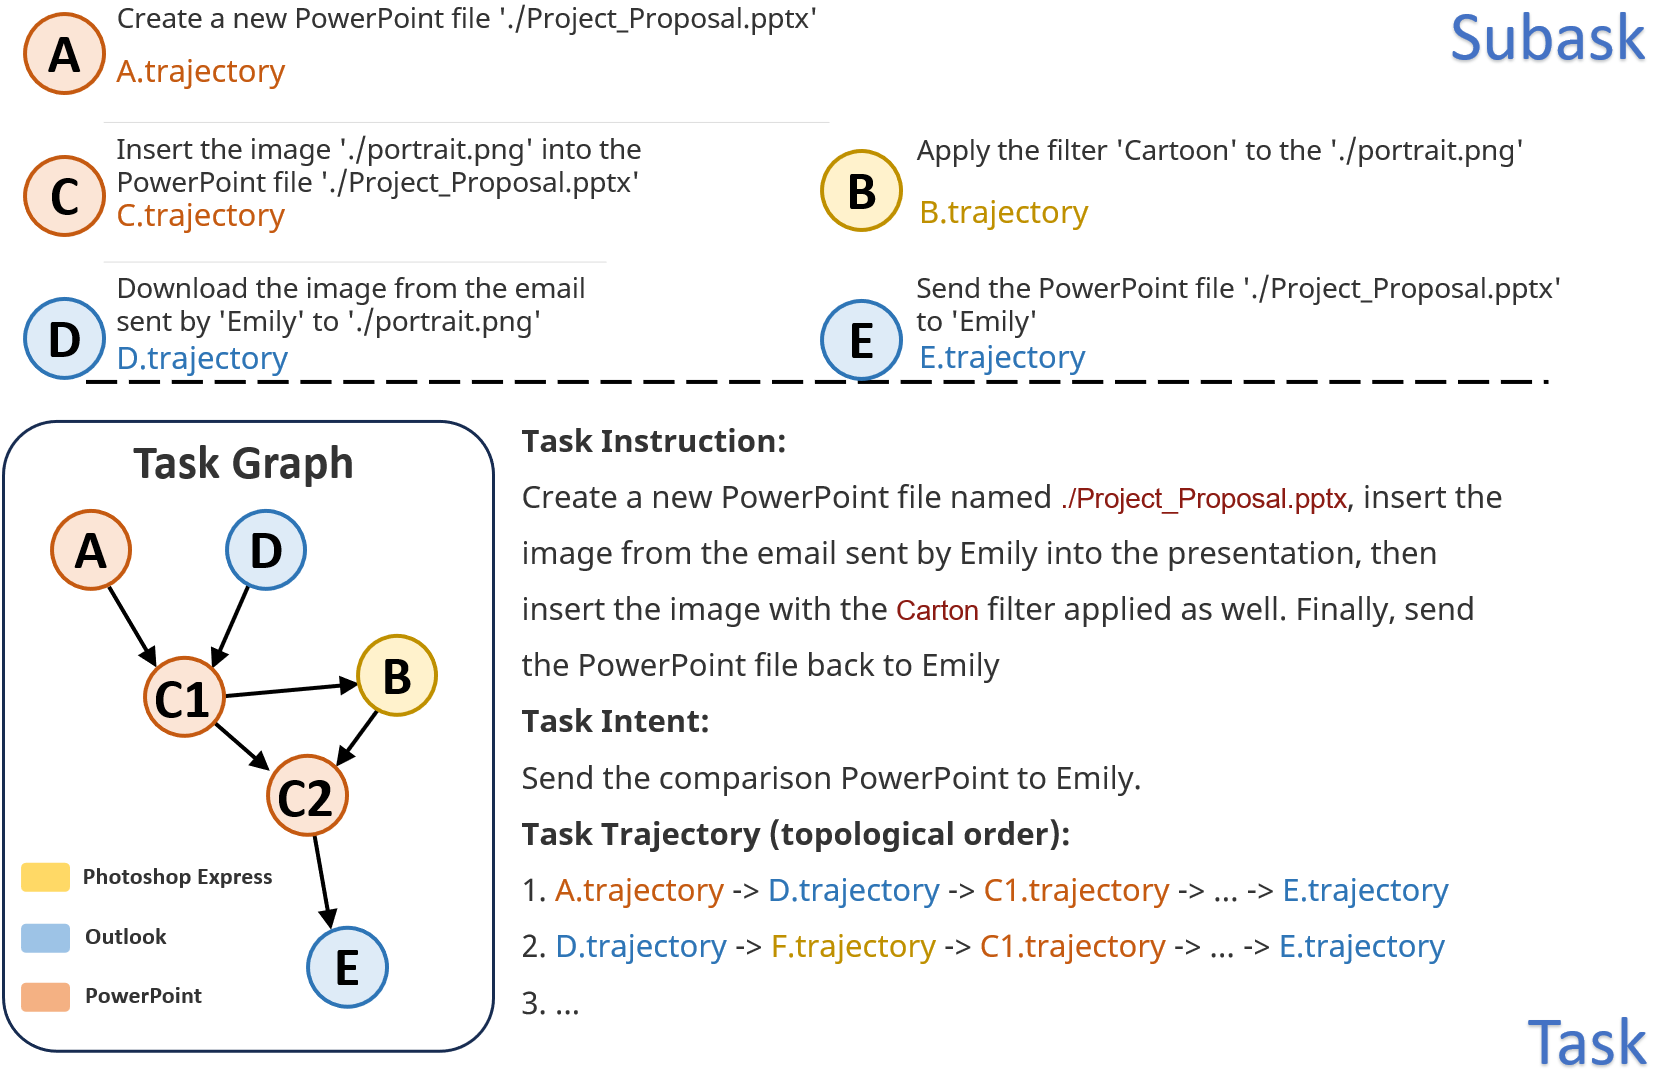 Subask
A
Create a new PowerPoint file './Project_Proposal.pptx'
A.trajectory
C
Insert the image './portrait.png' into the
PowerPoint file './Project_Proposal.pptx'
C.trajectory
B
Apply the filter 'Cartoon' to the './portrait.png'
B.trajectory
D
Download the image from the email
sent by 'Emily' to './portrait.png'
D.trajectory
E
Send the PowerPoint file './Project_Proposal.pptx'
to 'Emily'
E.trajectory
Task Graph
A
D
B
C1
C2
E
Photoshop Express
Outlook
PowerPoint
Task Instruction:
Create a new PowerPoint file named ./Project_Proposal.pptx, insert the
image from the email sent by Emily into the presentation, then
insert the image with the Carton filter applied as well. Finally, send
the PowerPoint file back to Emily
Task Intent:
Send the comparison PowerPoint to Emily.
Task Trajectory (topological order):
1. A.trajectory -> D.trajectory -> C1.trajectory -> ... -> E.trajectory
2. D.trajectory -> F.trajectory -> C1.trajectory -> ... -> E.trajectory
3. ...
Task